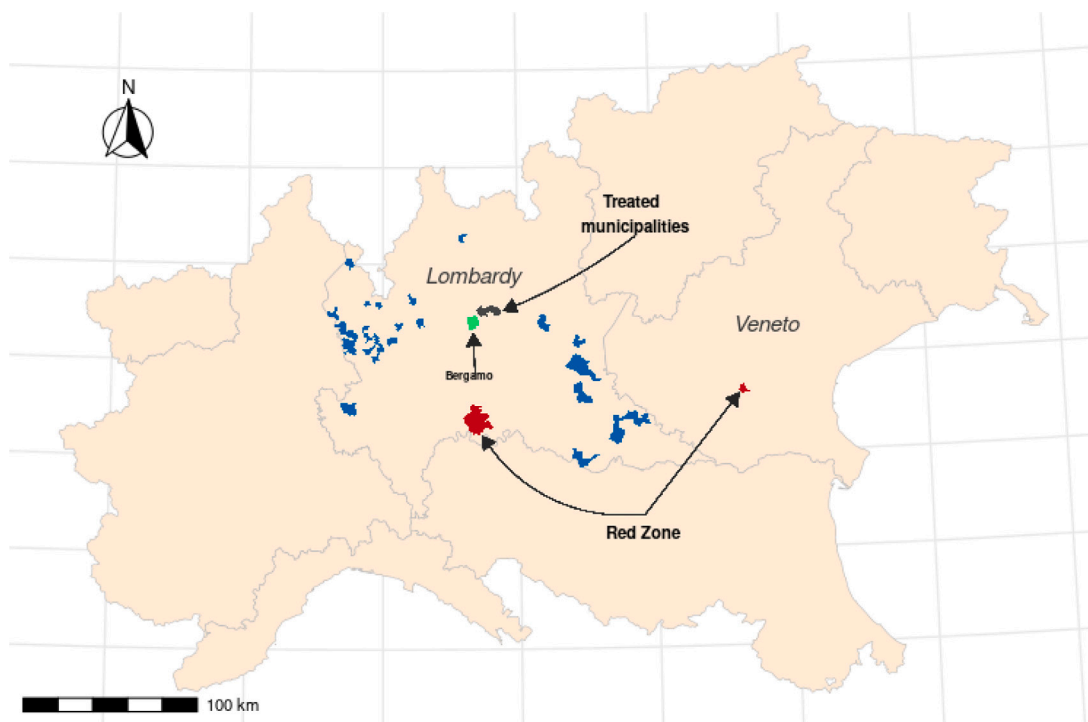 N
Treated
municipalities
Lombardy
Veneto
Bergamo
Red Zone
100 km